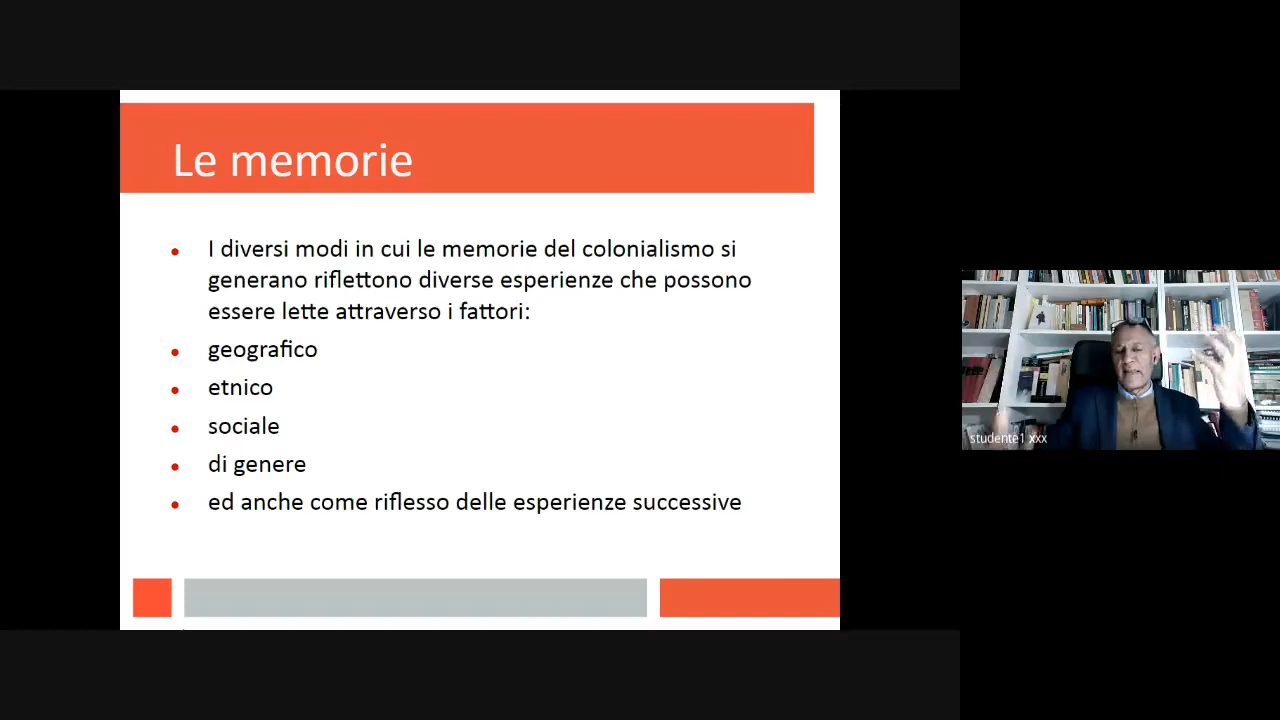 Le memorie
I diversi modi in cui le memorie del colonialismo si
generano riflettono diverse esperienze che possono
essere lette attraverso i fattori:
geografico
etnico
sociale
di genere
ed anche come riflesso delle esperienze successive
studente1 xxx